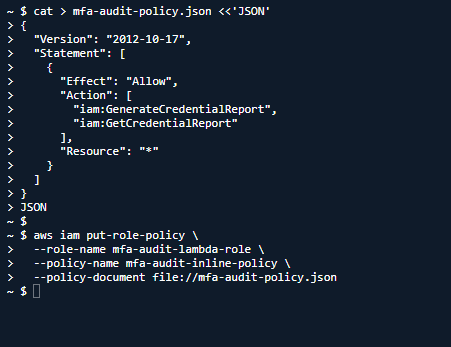 ~ $ cat > mfa-audit-policy.json <<'JSON'
> {
>   "Version": "2012-10-17",
>   "Statement": [
>     {
>       "Effect": "Allow",
>       "Action": [
>         "iam:GenerateCredentialReport",
>         "iam:GetCredentialReport"
>       ],
>       "Resource": "*"
>     }
>   ]
> }
> JSON
~ $
~ $ aws iam put-role-policy \
>   --role-name mfa-audit-lambda-role \
>   --policy-name mfa-audit-inline-policy \
>   --policy-document file://mfa-audit-policy.json
~ $